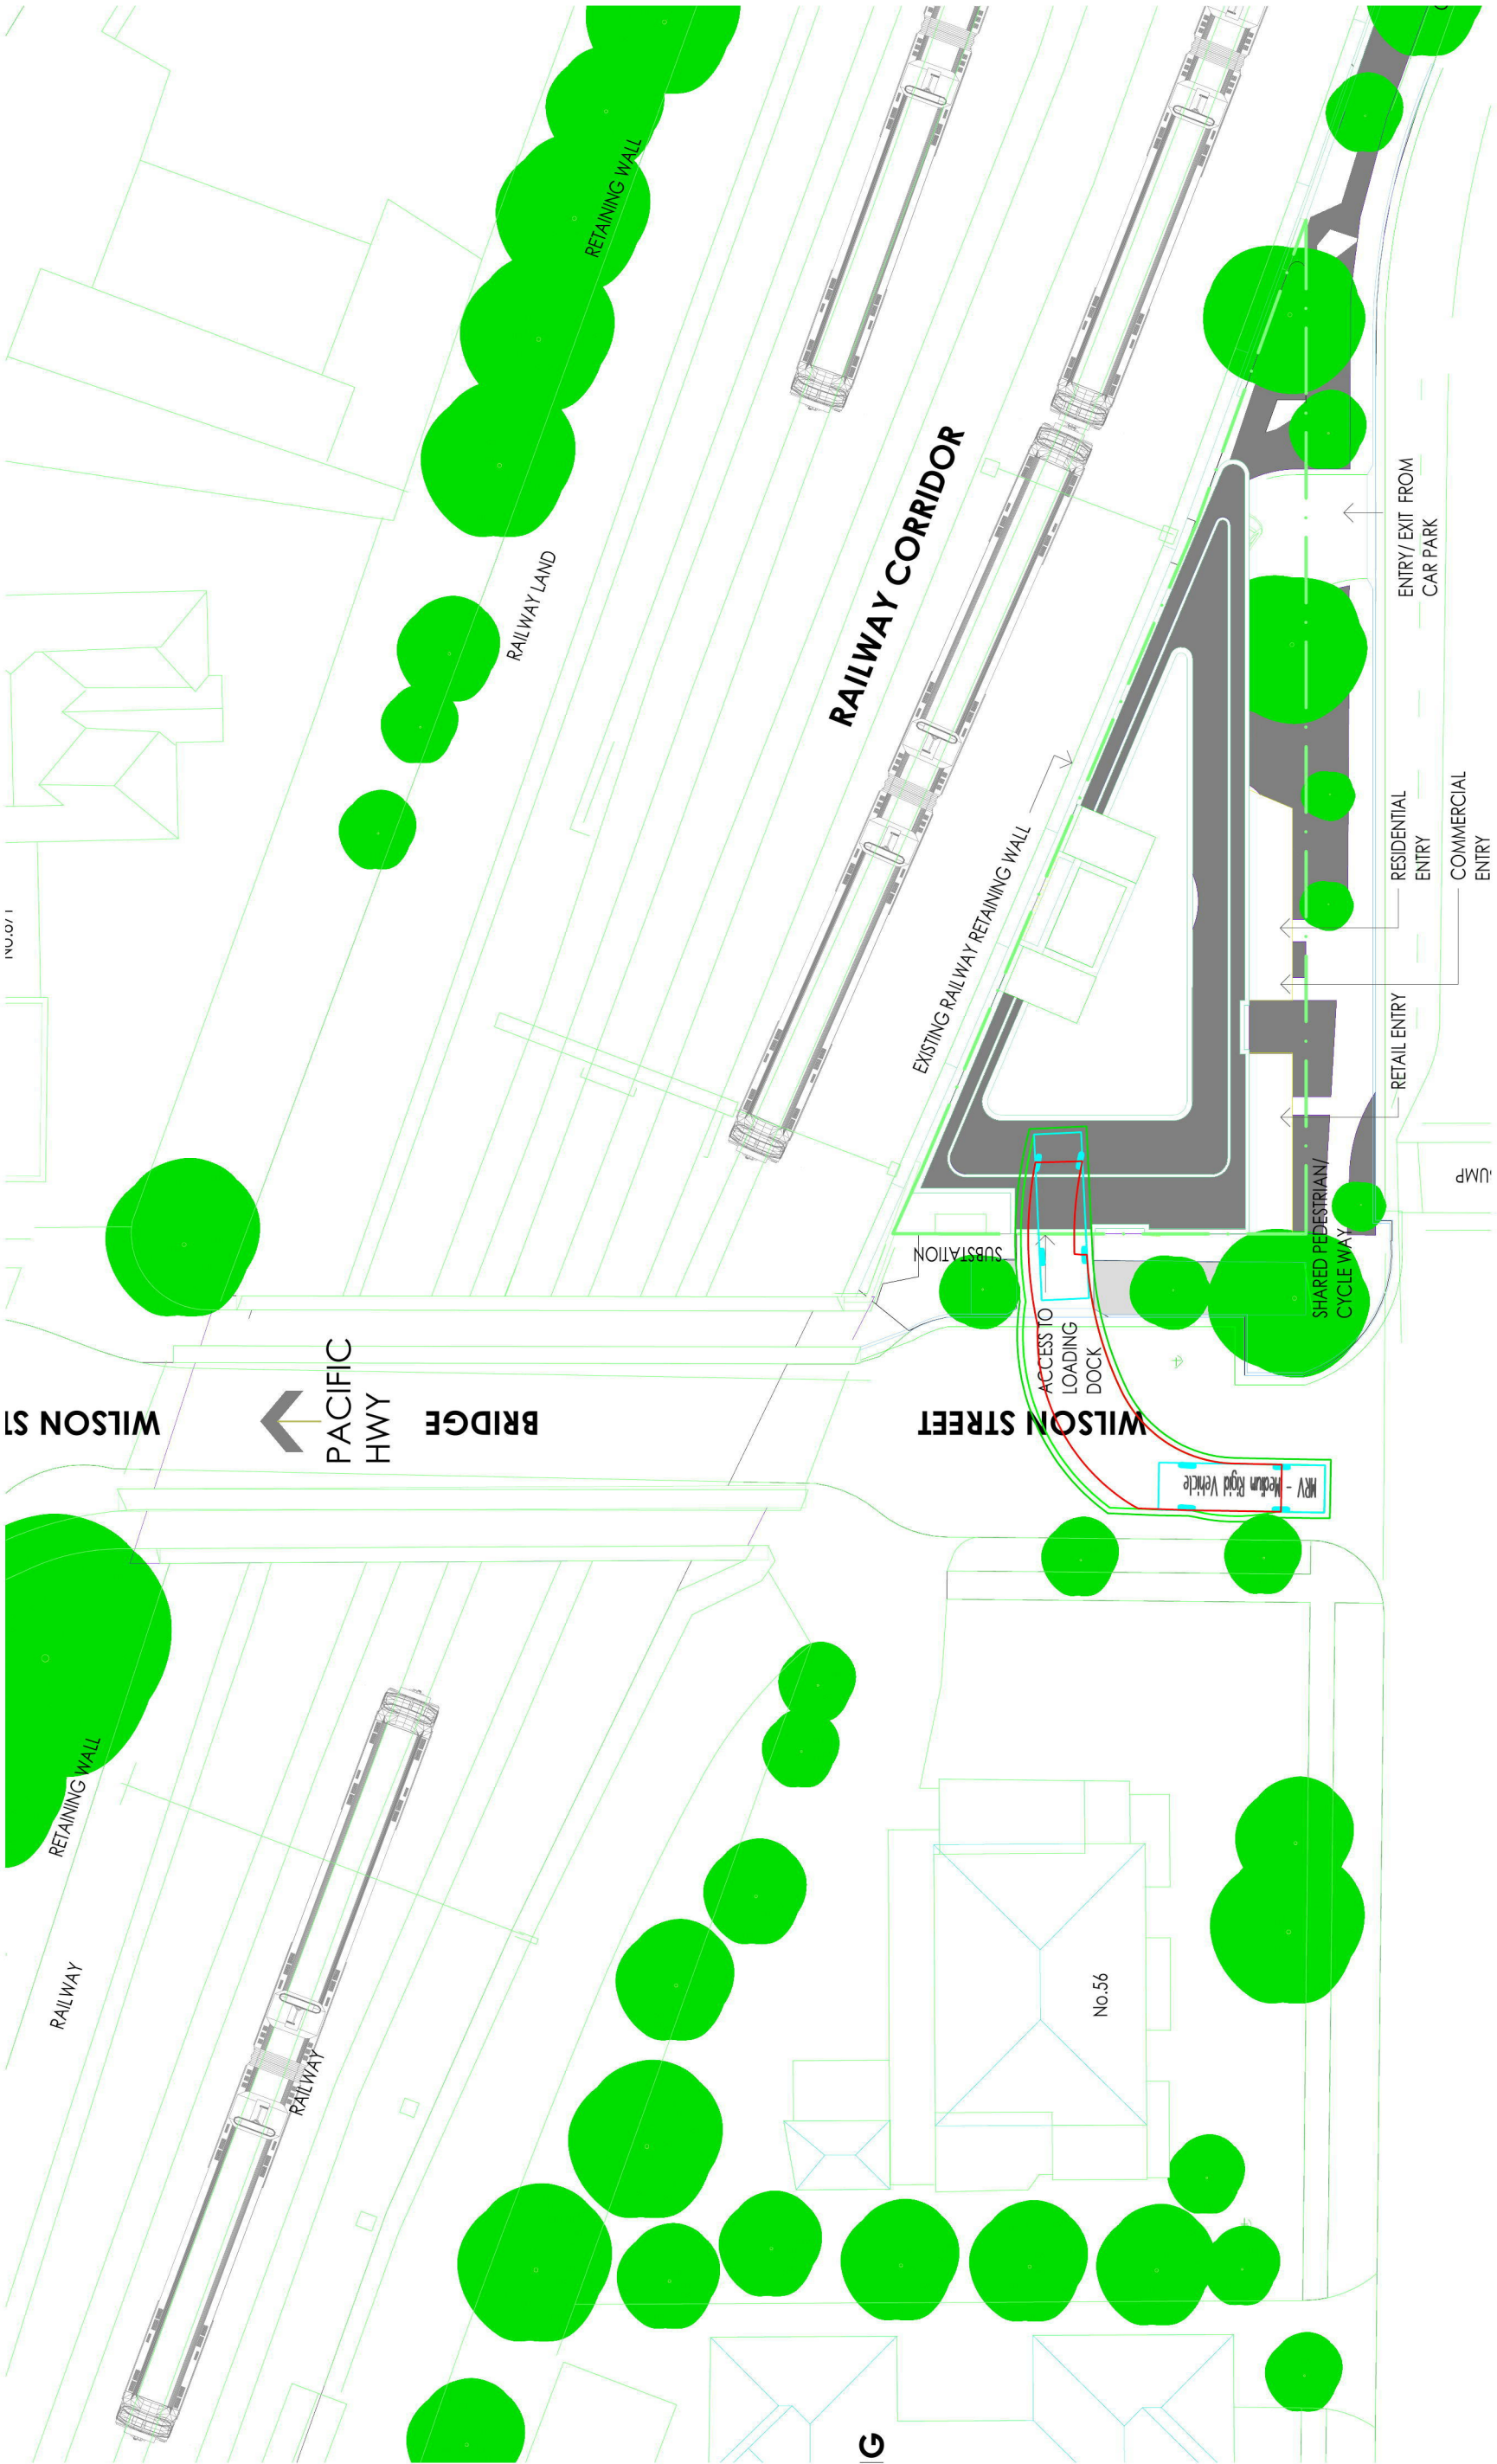 RETAINING WALL
RAILWAY LAND
RAILWAY CORRIDOR
ENTRY/ EXIT FROM
CAR PARK
EXISTING RAILWAY RETAINING WALL
RESIDENTIAL
ENTRY
COMMERCIAL
ENTRY
RETAIL ENTRY
SUMP
SHARED PEDESTRIAN/
CYCLE WAY
SUBSTATION
ACCESS TO
LOADING
DOCK
WILSON ST
PACIFIC
HWY
BRIDGE
WILSON STREET
MRV - Medium Rigid Vehicle
RETAINING WALL
RAILWAY
RAILWAY
No.56
G